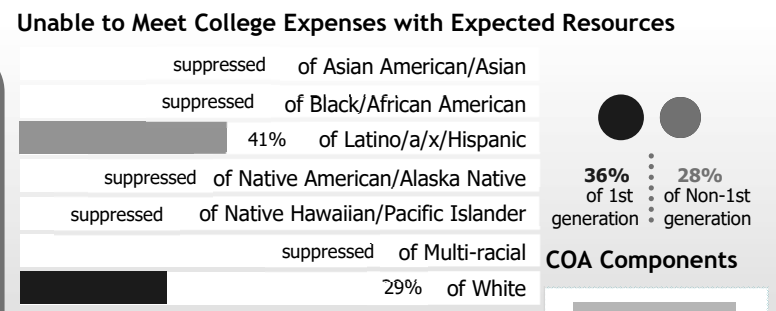 Unable to Meet College Expenses with Expected Resources
suppressed of Asian American/Asian
suppressed of Black/African American
41% of Latino/a/x/Hispanic
suppressed of Native American/Alaska Native
suppressed of Native Hawaiian/Pacific Islander
suppressed of Multi-racial
29% of White
36%
of 1st
generation
28%
of Non-1st
generation
COA Components